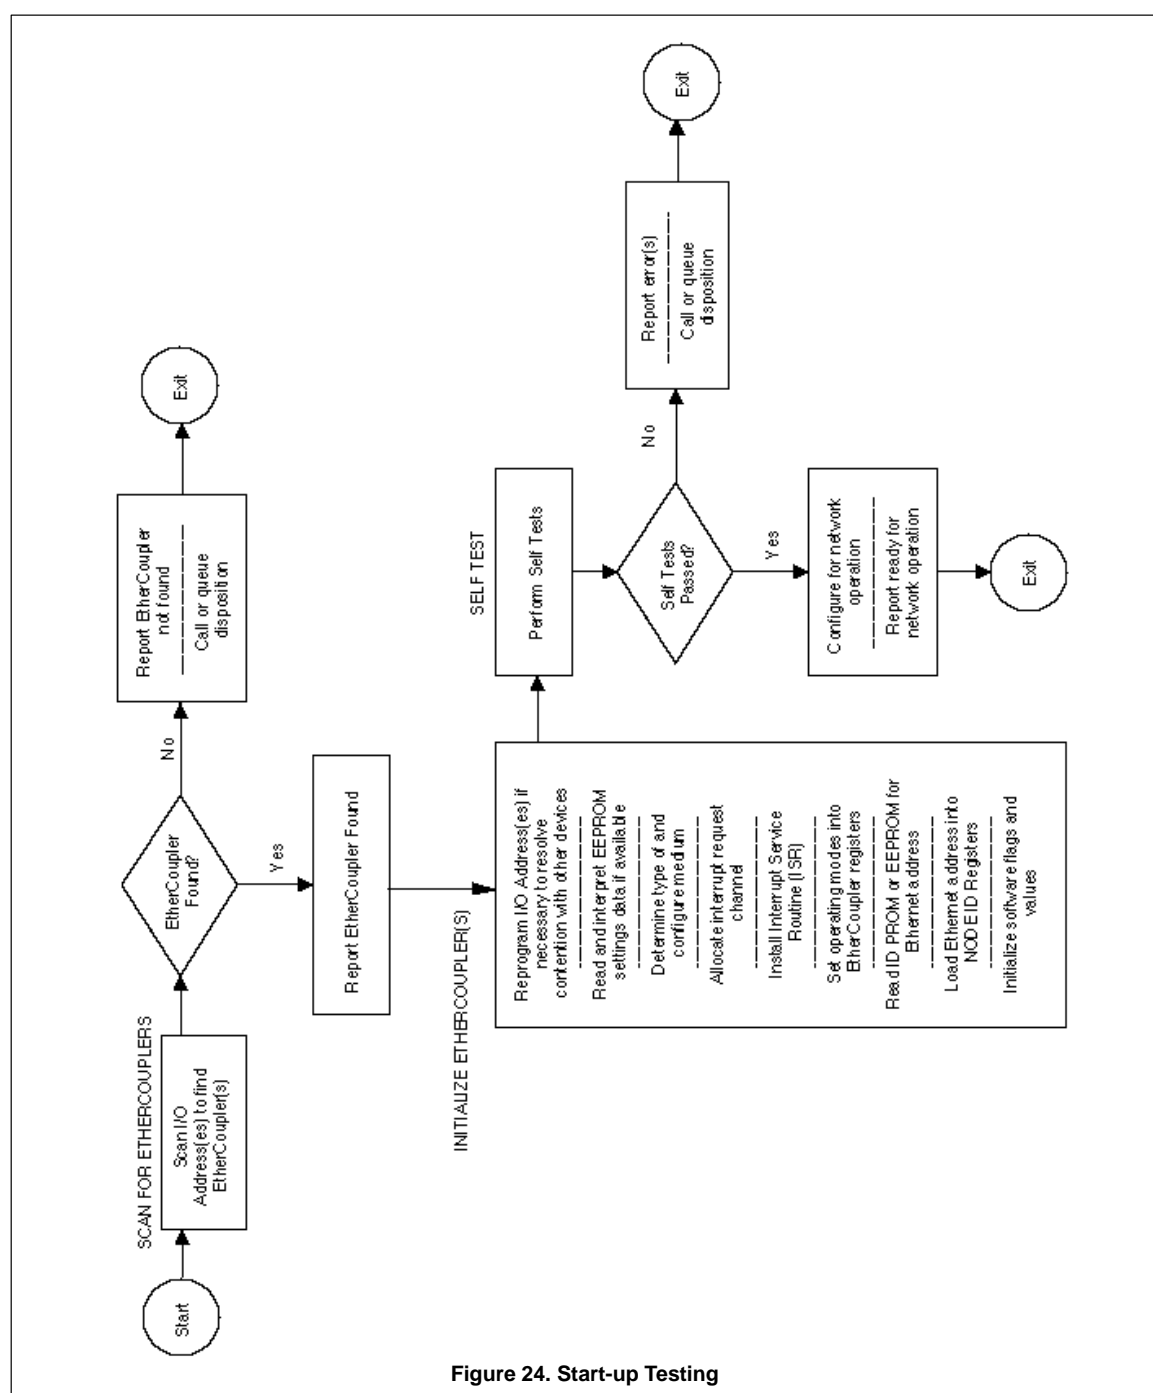 Start
SCAN FOR ETHERCOUPLERS
Scan I/O
Address(es) to find
EtherCoupler(s)
EtherCoupler
Found?
No
Report EtherCoupler
not found
Call or queue
disposition
Exit
Yes
Report EtherCoupler Found
INITIALIZE ETHERCOUPLER(S)
Reprogram I/O Address(es) if
necessary to resolve
contention with other devices
Read and interpret EEPROM
settings data if available
Determine type of and
configure medium
Allocate interrupt request
channel
Install Interrupt Service
Routine (ISR)
Set operating modes into
EtherCoupler registers
Read ID PROM or EEPROM for
Ethernet address
Load Ethernet address into
NODE ID Registers
Initialize software flags and
values
SELF TEST
Perform Self Tests
Self Tests
Passed?
No
Report error(s)
Call or queue
disposition
Exit
Yes
Configure for network
operation
Report ready for
network operation
Exit
Figure 24. Start-up Testing